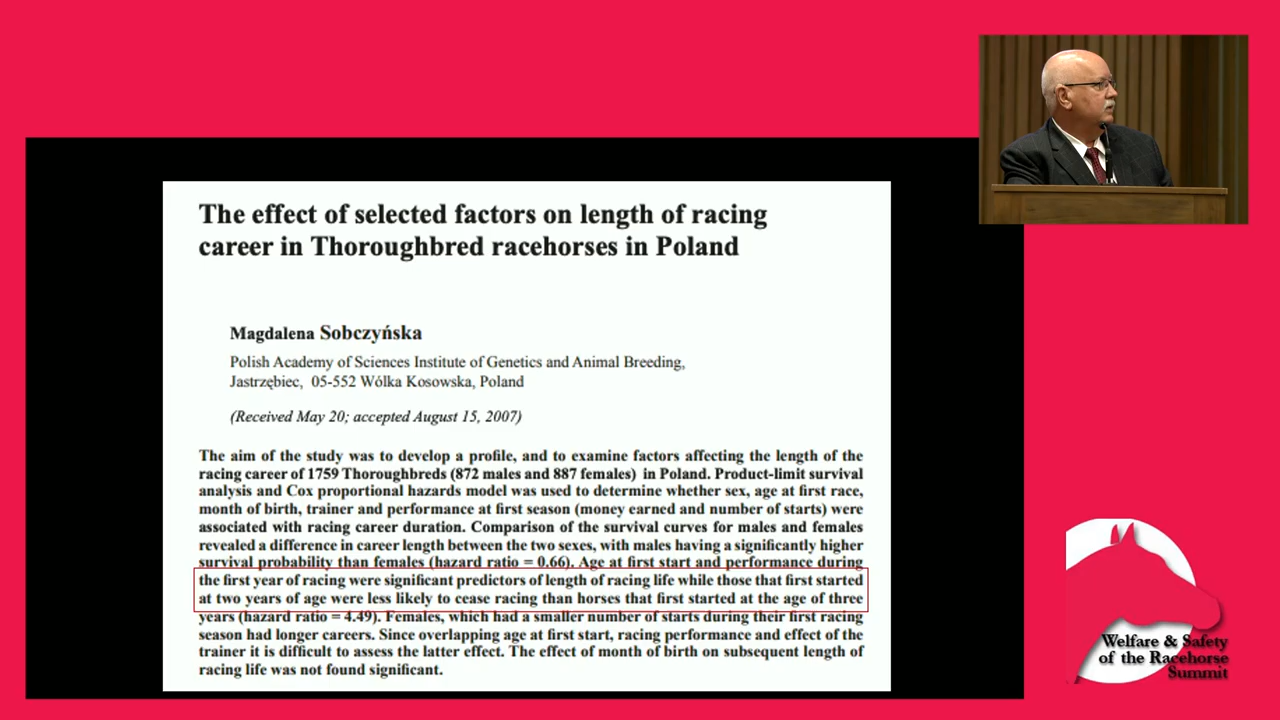 The effect of selected factors on length of racing
career in Thoroughbred racehorses in Poland
Magdalena Sobczyńska
Polish Academy of Sciences Institute of Genetics and Animal Breeding,
Jastrzębiec, 05-552 Wólka Kosowska, Poland
(Received May 20; accepted August 15, 2007)
The aim of the study was to develop a profile, and to examine factors affecting the length of the
racing career of 1759 Thoroughbreds (872 males and 887 females) in Poland. Product-limit survival
analysis and Cox proportional hazards model was used to determine whether sex, age at first race,
month of birth, trainer and performance at first season (money earned and number of starts) were
associated with racing career duration. Comparison of the survival curves for males and females
revealed a difference in career length between the two sexes, with males having a significantly higher
survival probability than females (hazard ratio = 0.66). Age at first start and performance during
the first year of racing were significant predictors of length of racing life while those that first started
at two years of age were less likely to cease racing than horses that first started at the age of three
years (hazard ratio = 4.49). Females, which had a smaller number of starts during their first racing
season had longer careers. Since overlapping age at first start, racing performance and effect of the
trainer it is difficult to assess the latter effect. The effect of month of birth on subsequent length of
racing life was not found significant.
Welfare & Safety
of the Racehorse
Summit